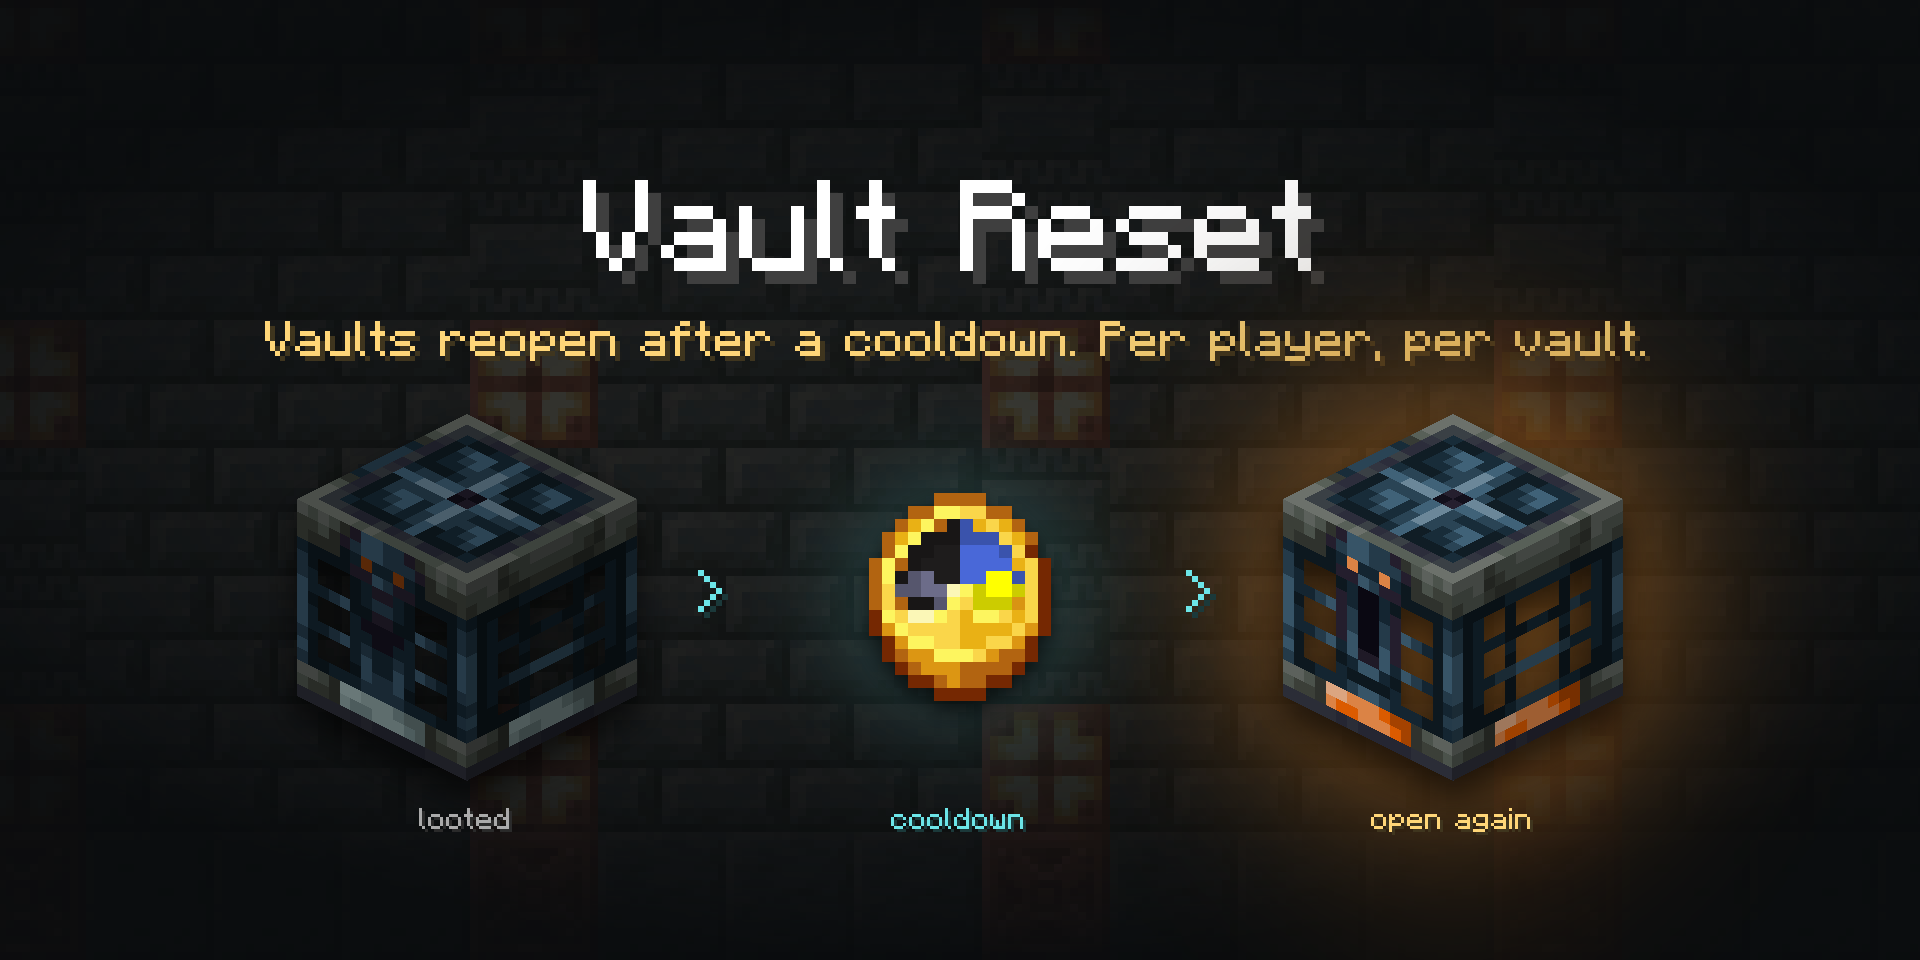 Vault Reset
Vaults reopen after a cooldown. Per player, per vault.
looted
cooldown
open again